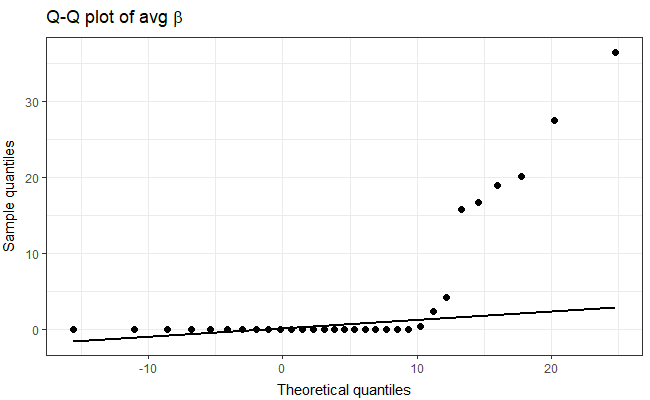 Q-Q plot of avg β
30
20
10
0
Sample quantiles
-10 0 10 20
Theoretical quantiles